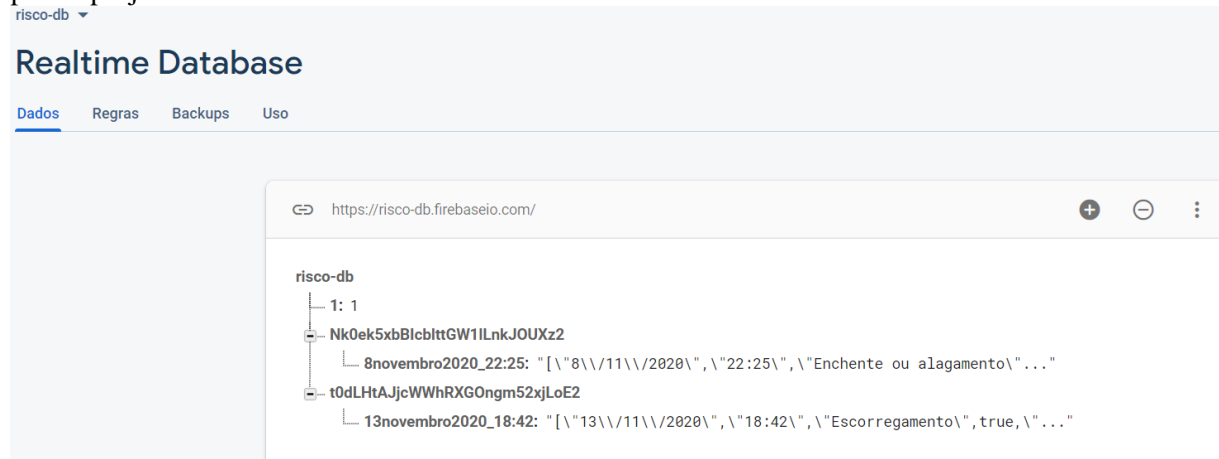 risco-db
Realtime Database
Dados Regras Backups Uso
https://risco-db.firebaseio.com/
risco-db
1: 1
Nk0ek5xbBIcbIttGW1ILnkJOUXz2
8novembro2020_22:25: "[\"8\\/11\\/2020\",\"22:25\",\"Enchente ou alagamento\"..."
t0dLHtAJjcWWhRXGOngm52xjLoE2
13novembro2020_18:42: "[\"13\\/11\\/2020\",\"18:42\",\"Escorregamento\",true,\"..."